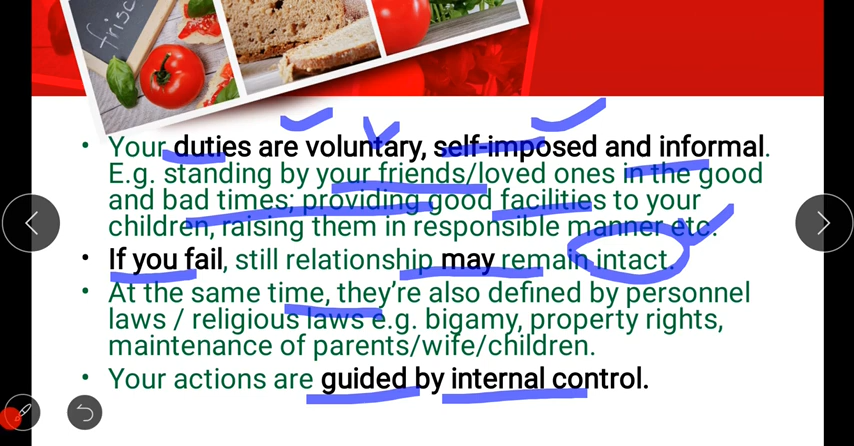 frisc
• Your duties are voluntary, self-imposed and informal.
E.g. standing by your friends/loved ones in the good
and bad times; providing good facilities to your
children, raising them in responsible manner etc.
• If you fail, still relationship may remain intact.
• At the same time, they're also defined by personnel
laws / religious laws e.g. bigamy, property rights,
maintenance of parents/wife/children.
• Your actions are guided by internal control.